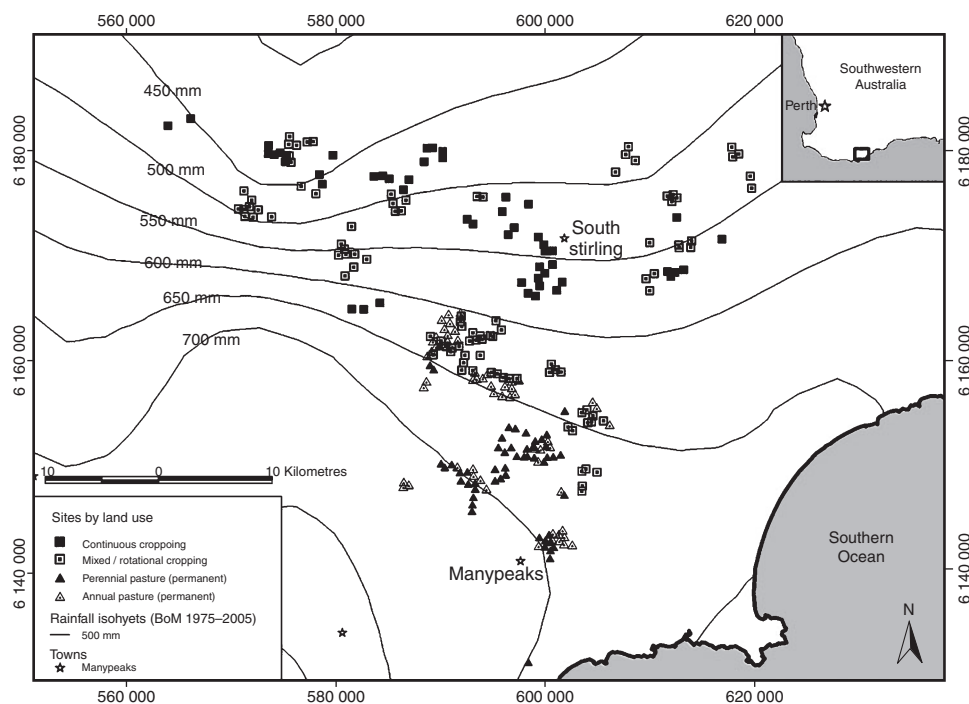 560 000
580 000
600 000
620 000
450 mm
500 mm
550 mm
600 mm
650 mm
700 mm
Southwestern
Australia
Perth
6 180 000
6 180 000
South
stirling
6 160 000
6 160 000
10
0
10 Kilometres
Sites by land use
Continuous croppoing
Mixed / rotational cropping
Perennial pasture (permanent)
Annual pasture (permanent)
Rainfall isohyets (BoM 1975–2005)
500 mm
Towns
Manypeaks
Manypeaks
Southern
Ocean
6 140 000
6 140 000
N
560 000
580 000
600 000
620 000